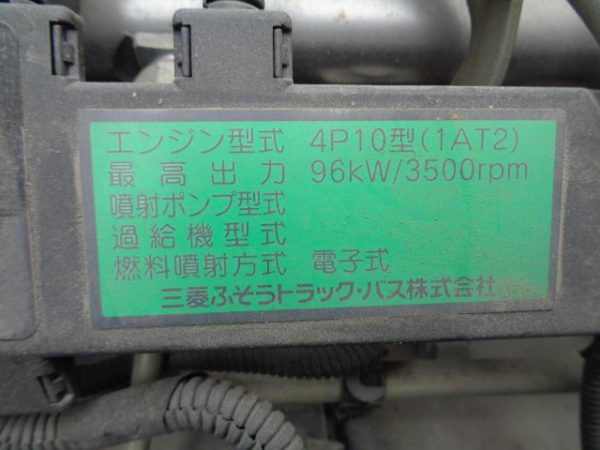 エンジン型式 4P10型(1AT2)
最高出力 96kW/3500rpm
噴射ポンプ型式
過給機型式
燃料噴射方式 電子式
三菱ふそうトラック・バス株式会社